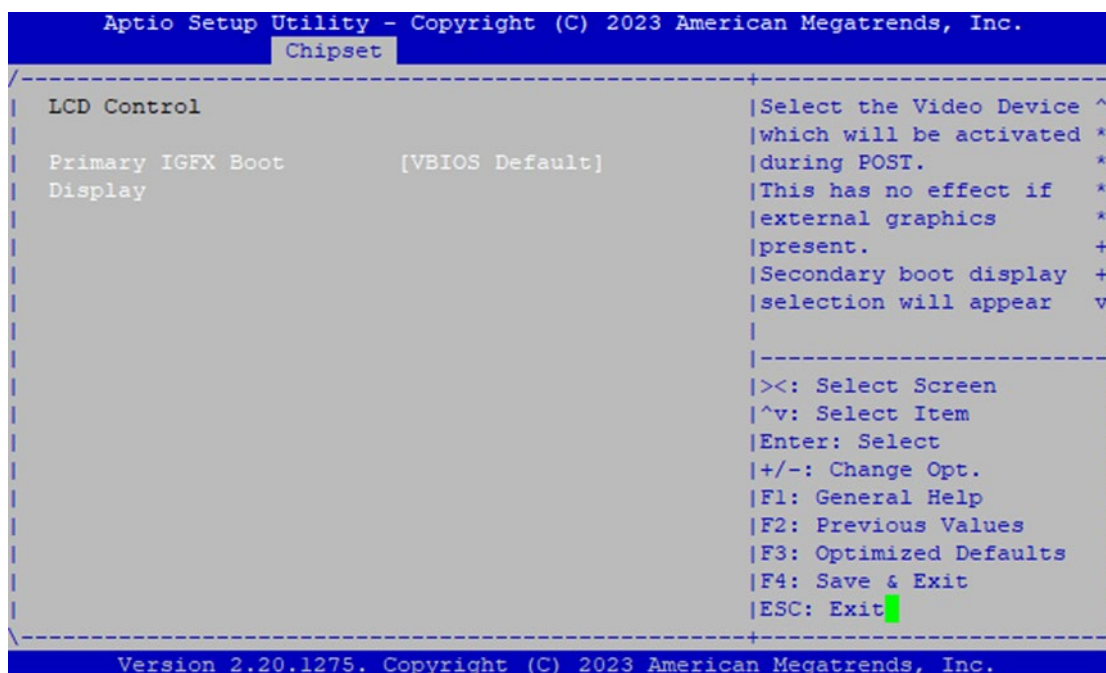 Aptio Setup Utility - Copyright (C) 2023 American Megatrends, Inc.
Chipset
/----------------------------------------------------+-------------------------
| LCD Control |Select the Video Device ^
| |which will be activated *
| Primary IGFX Boot [VBIOS Default] |during POST. *
| Display |This has no effect if *
| |external graphics *
| |present. +
| |Secondary boot display +
| |selection will appear v
| |
| |-------------------------
| |><: Select Screen
| |^v: Select Item
| |Enter: Select
| |+/-: Change Opt.
| |F1: General Help
| |F2: Previous Values
| |F3: Optimized Defaults
| |F4: Save & Exit
| |ESC: Exit
\----------------------------------------------------+-------------------------
Version 2.20.1275. Copyright (C) 2023 American Megatrends, Inc.